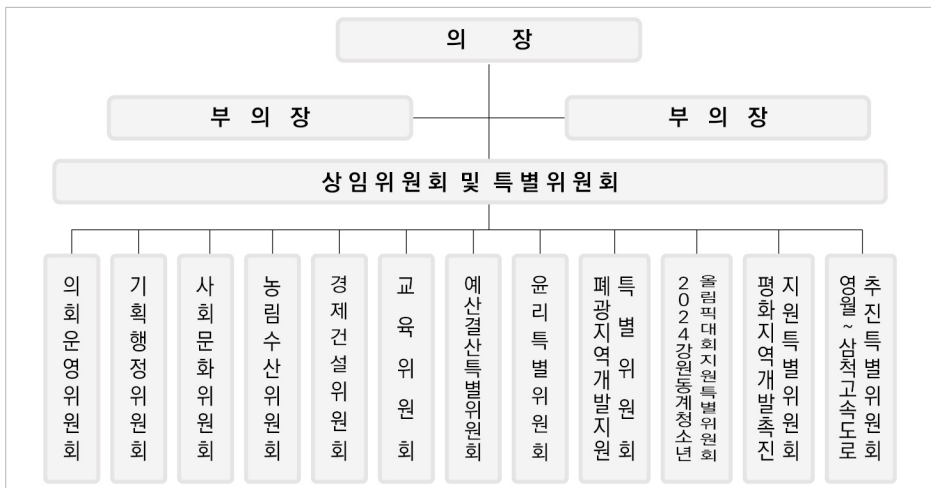 의 장
부 의 장
부 의 장
상임위원회 및 특별위원회
의회운영위원회
기획행정위원회
사회문화위원회
농림수산위원회
경제건설위원회
교육위원회
예산결산특별위원회
윤리특별위원회
폐광지역개발지원
특별위원회
2024강원동계청소년
올림픽대회지원특별위원회
평화지역개발촉진
지원특별위원회
영월~삼척고속도로
추진특별위원회